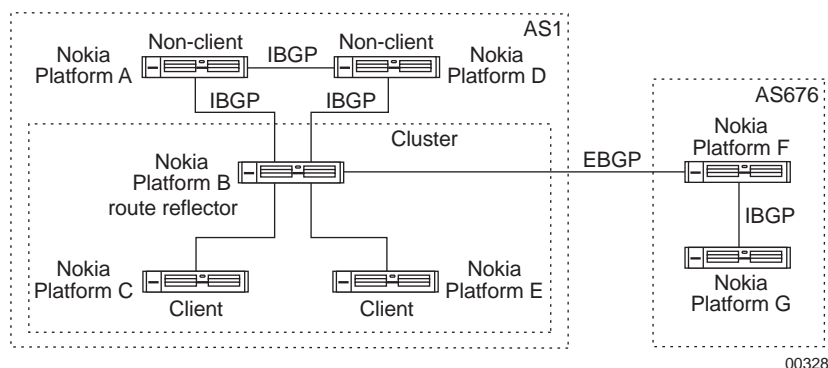 AS1
Non-client
Non-client
Nokia
Platform A
IBGP
Nokia
Platform D
IBGP
IBGP
AS676
Cluster
Nokia
Platform F
Nokia
Platform B
route reflector
EBGP
IBGP
Nokia
Platform C
Nokia
Platform E
Client
Client
Nokia
Platform G
00328